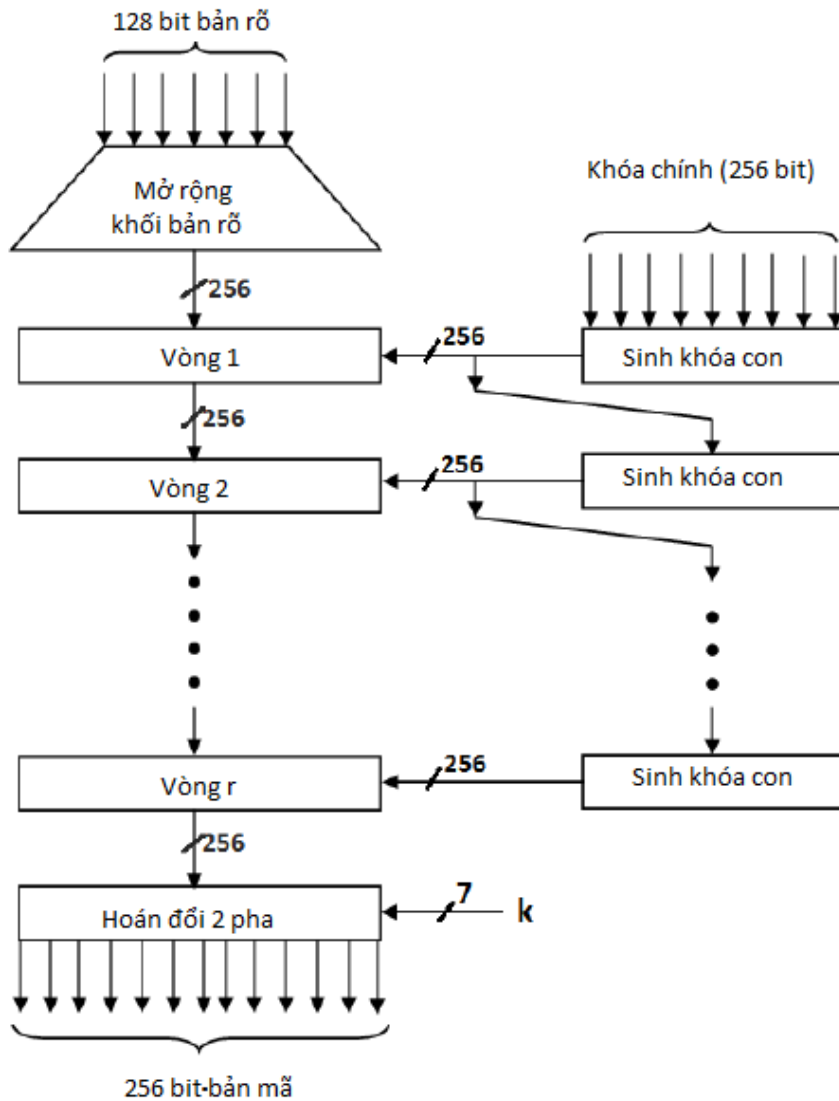 128 bit bản rõ
Mở rộng
khối bản rõ
Khóa chính (256 bit)
256
Vòng 1
256
Sinh khóa con
256
Vòng 2
256
Sinh khóa con
Vòng r
256
Sinh khóa con
256
Hoán đổi 2 pha
7
k
256 bit-bản mã